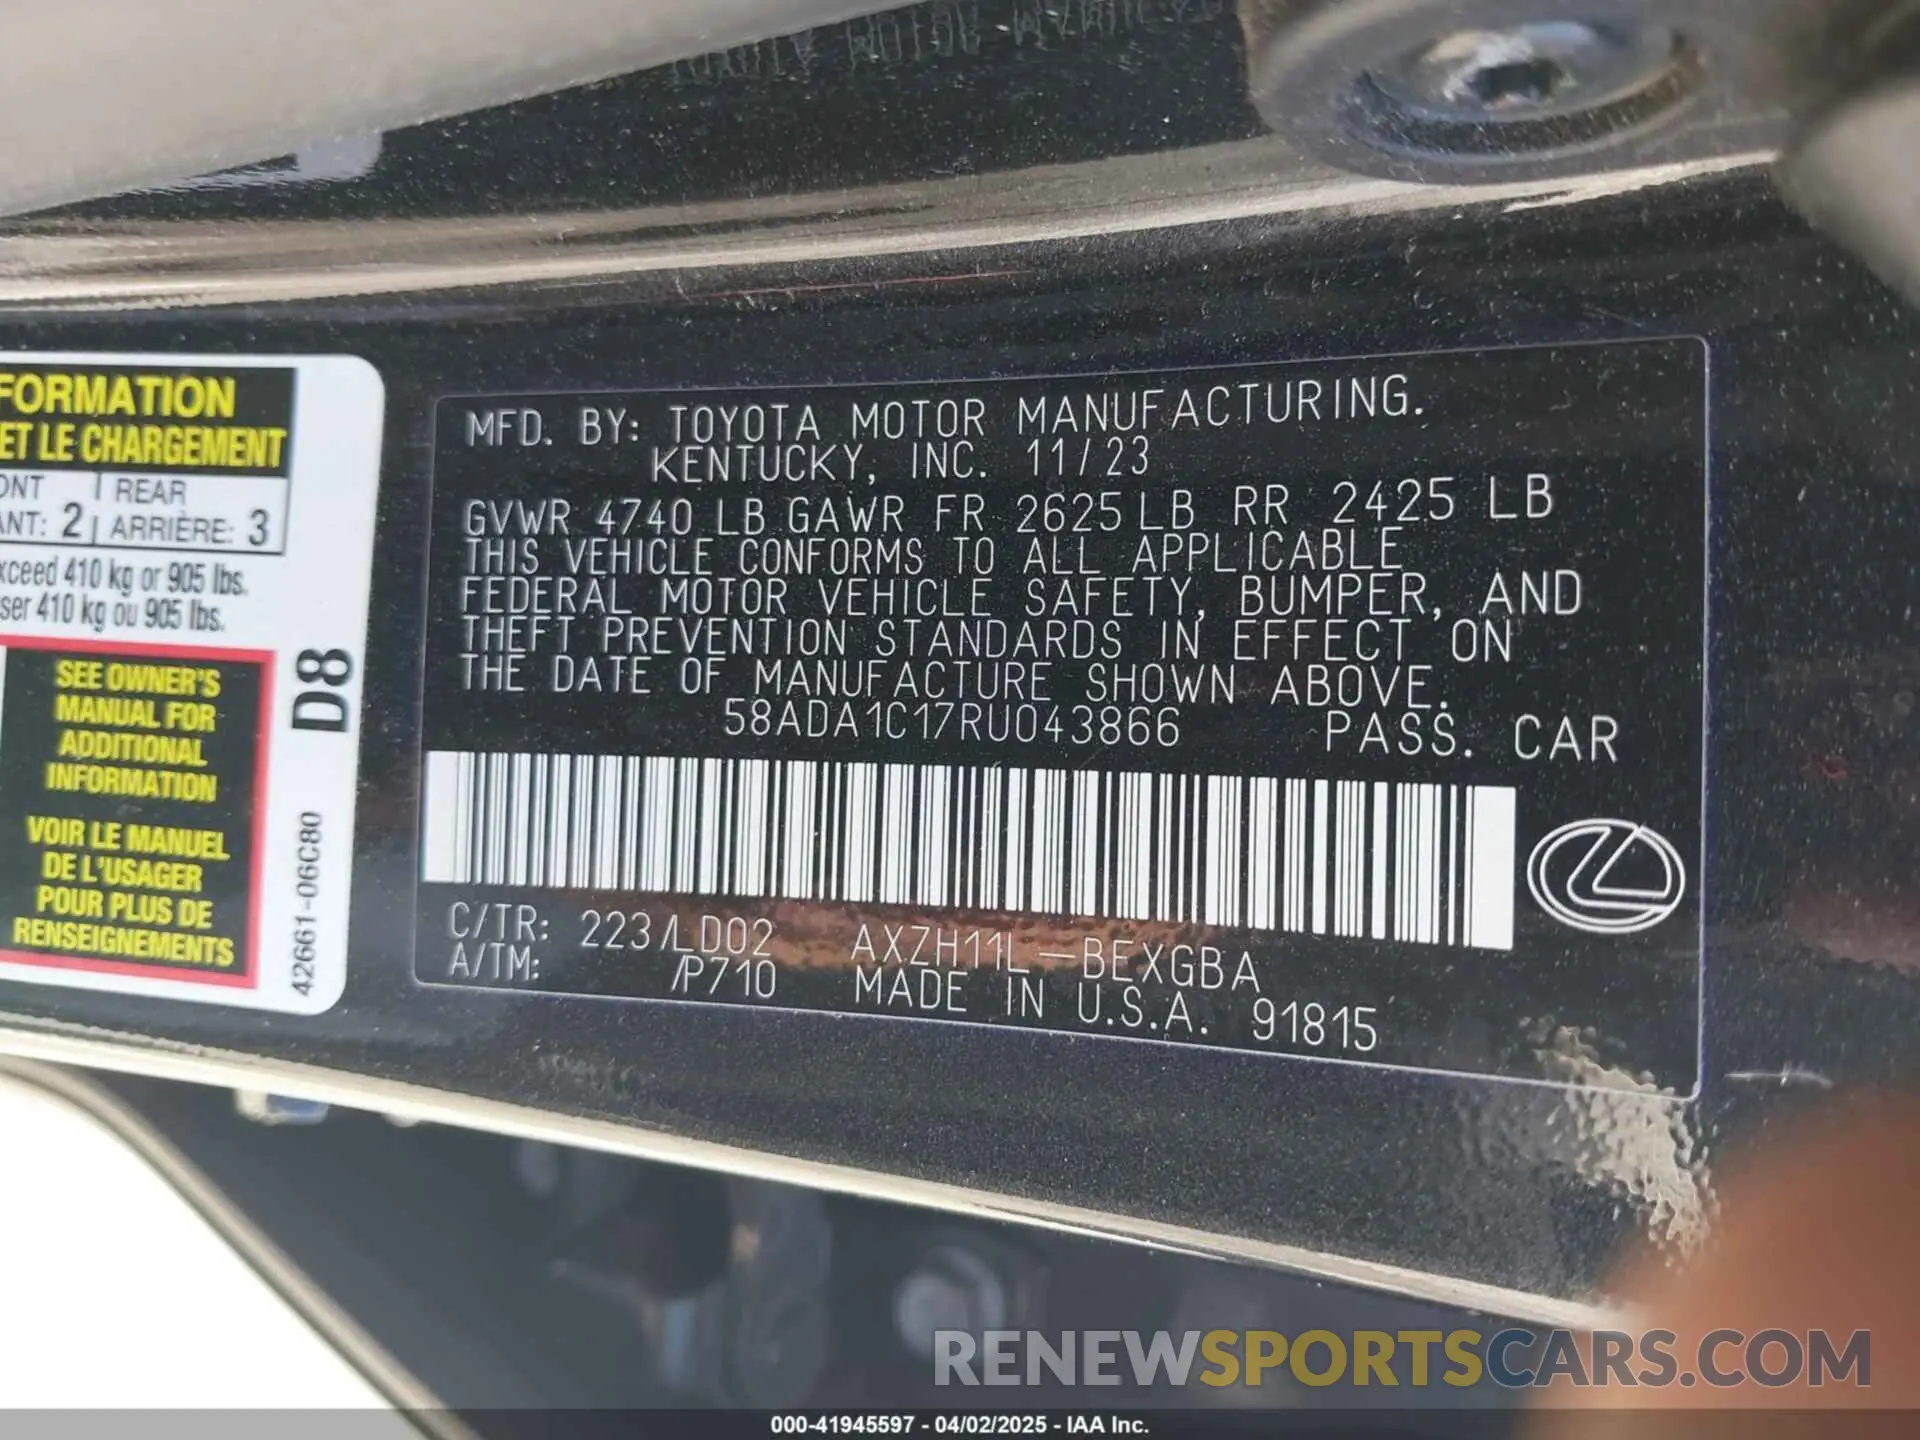 FORMATION
ET LE CHARGEMENT
REAR
2 ARRIÈRE: 3
410 kg or 905 lbs.
410 kg ou 905 lbs.
SEE OWNER'S
MANUAL FOR
ADDITIONAL
INFORMATION
VOIR LE MANUEL
DE L'USAGER
POUR PLUS DE
RENSEIGNEMENTS
D8
42661-06C80
MFD. BY: TOYOTA MOTOR MANUFACTURING.
KENTUCKY, INC. 11/23
GVWR 4740 LB GAWR FR 2625 LB RR 2425 LB
THIS VEHICLE CONFORMS TO ALL APPLICABLE
FEDERAL MOTOR VEHICLE SAFETY, BUMPER, AND
THEFT PREVENTION STANDARDS IN EFFECT ON
THE DATE OF MANUFACTURE SHOWN ABOVE.
58ADA1C17RU043866 PASS. CAR
C/TR: 223/LD02 AXZH11L-BEXGBA
A/TM: /P710 MADE IN U.S.A. 91815
RENEWSPORTSCARS.COM
000-41945597 - 04/02/2025 - IAA Inc.